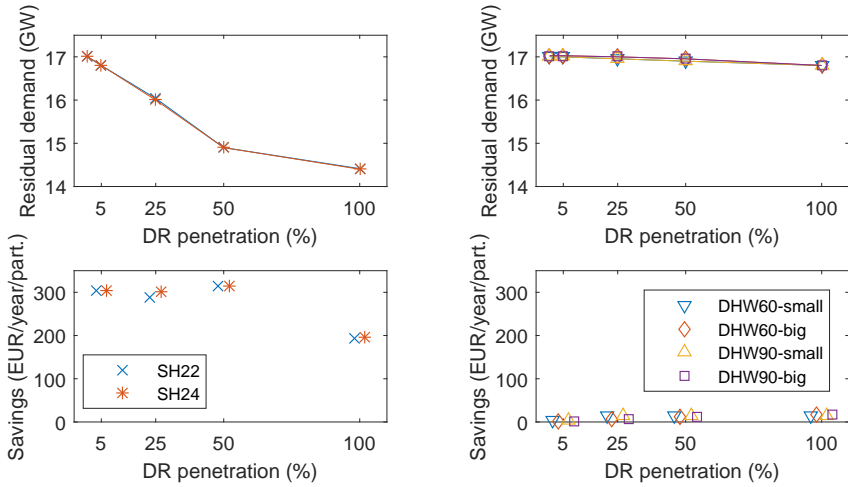 Residual demand (GW)
17
16
15
14
5
25
50
100
DR penetration (%)
Residual demand (GW)
17
16
15
14
5
25
50
100
DR penetration (%)
Savings (EUR/year/part.)
300
200
100
0
SH22
SH24
5
25
50
100
DR penetration (%)
Savings (EUR/year/part.)
300
200
100
0
DHW60-small
DHW60-big
DHW90-small
DHW90-big
5
25
50
100
DR penetration (%)